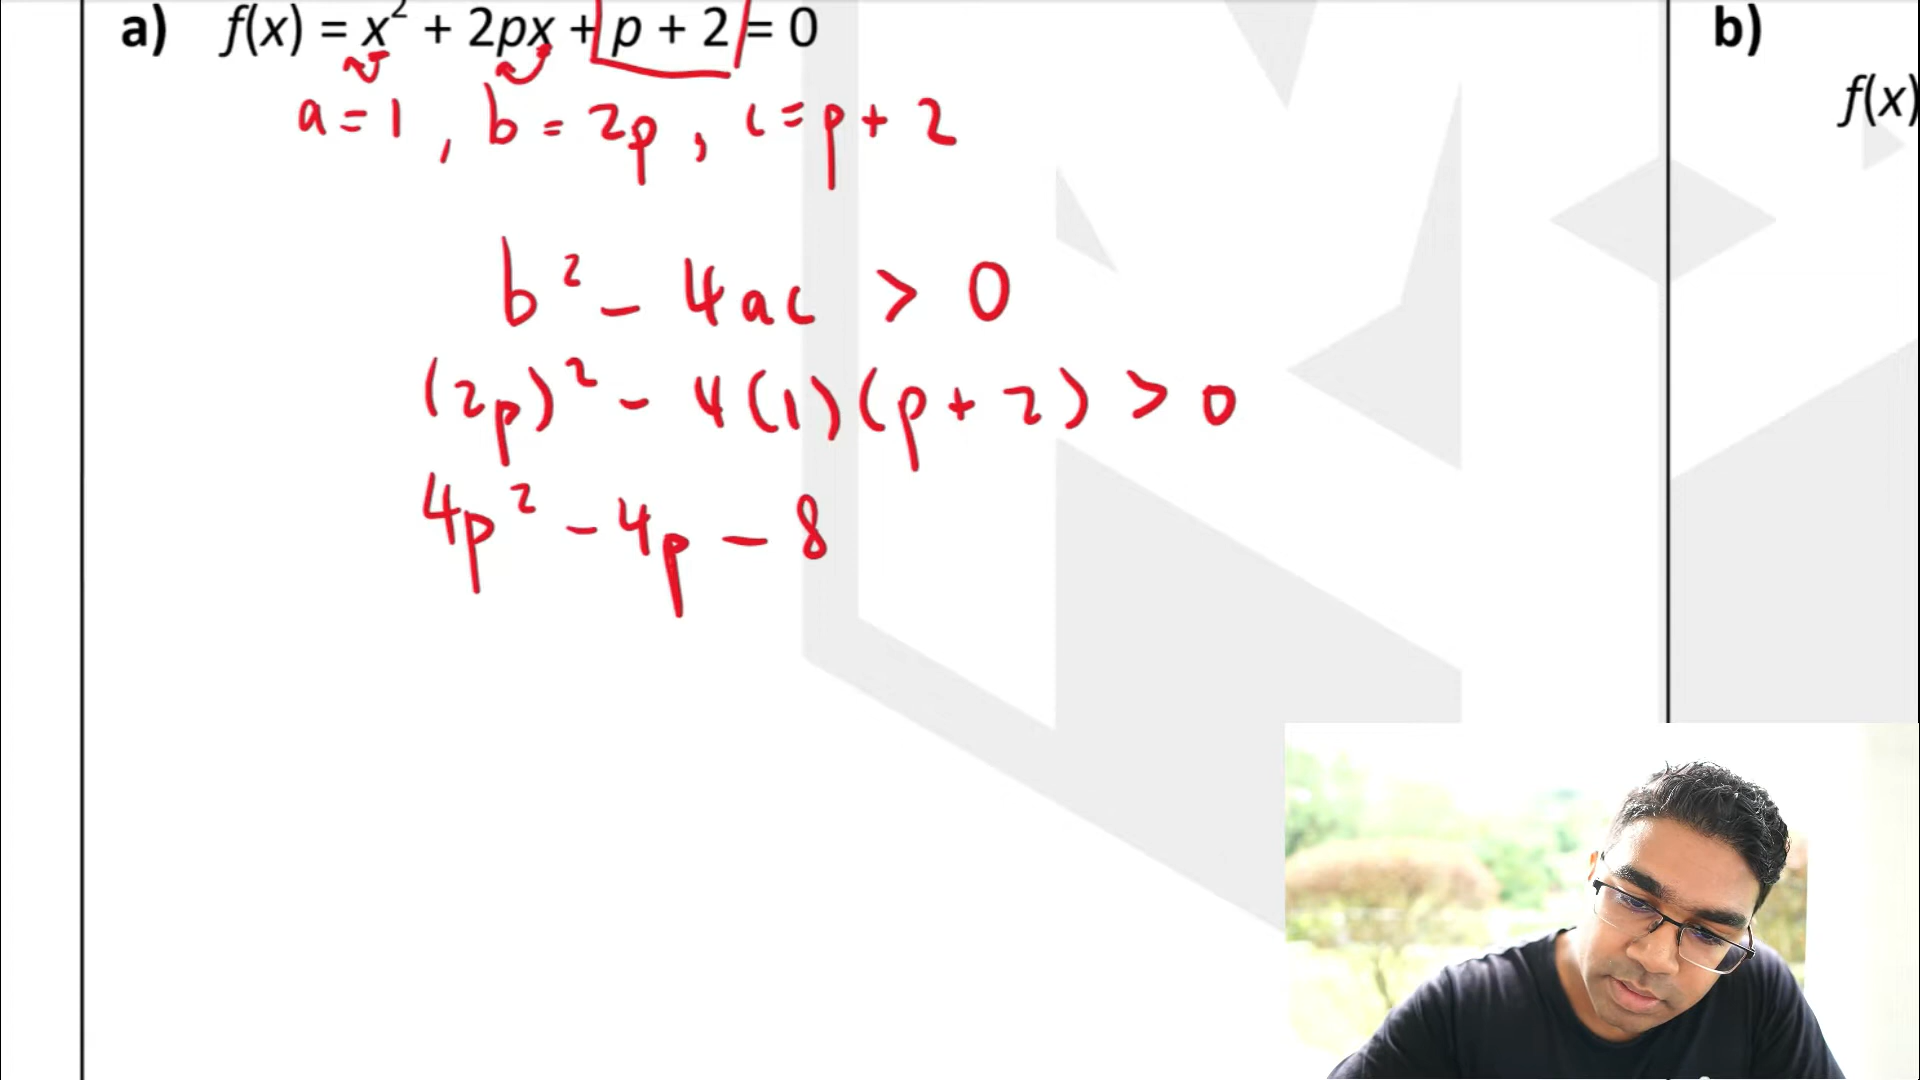 a) f(x) = x² + 2px + p + 2 = 0
a = 1 , b = 2p , c = p + 2
b² - 4ac > 0
(2p)² - 4(1)(p + 2) > 0
4p² - 4p - 8
b)
f(x)